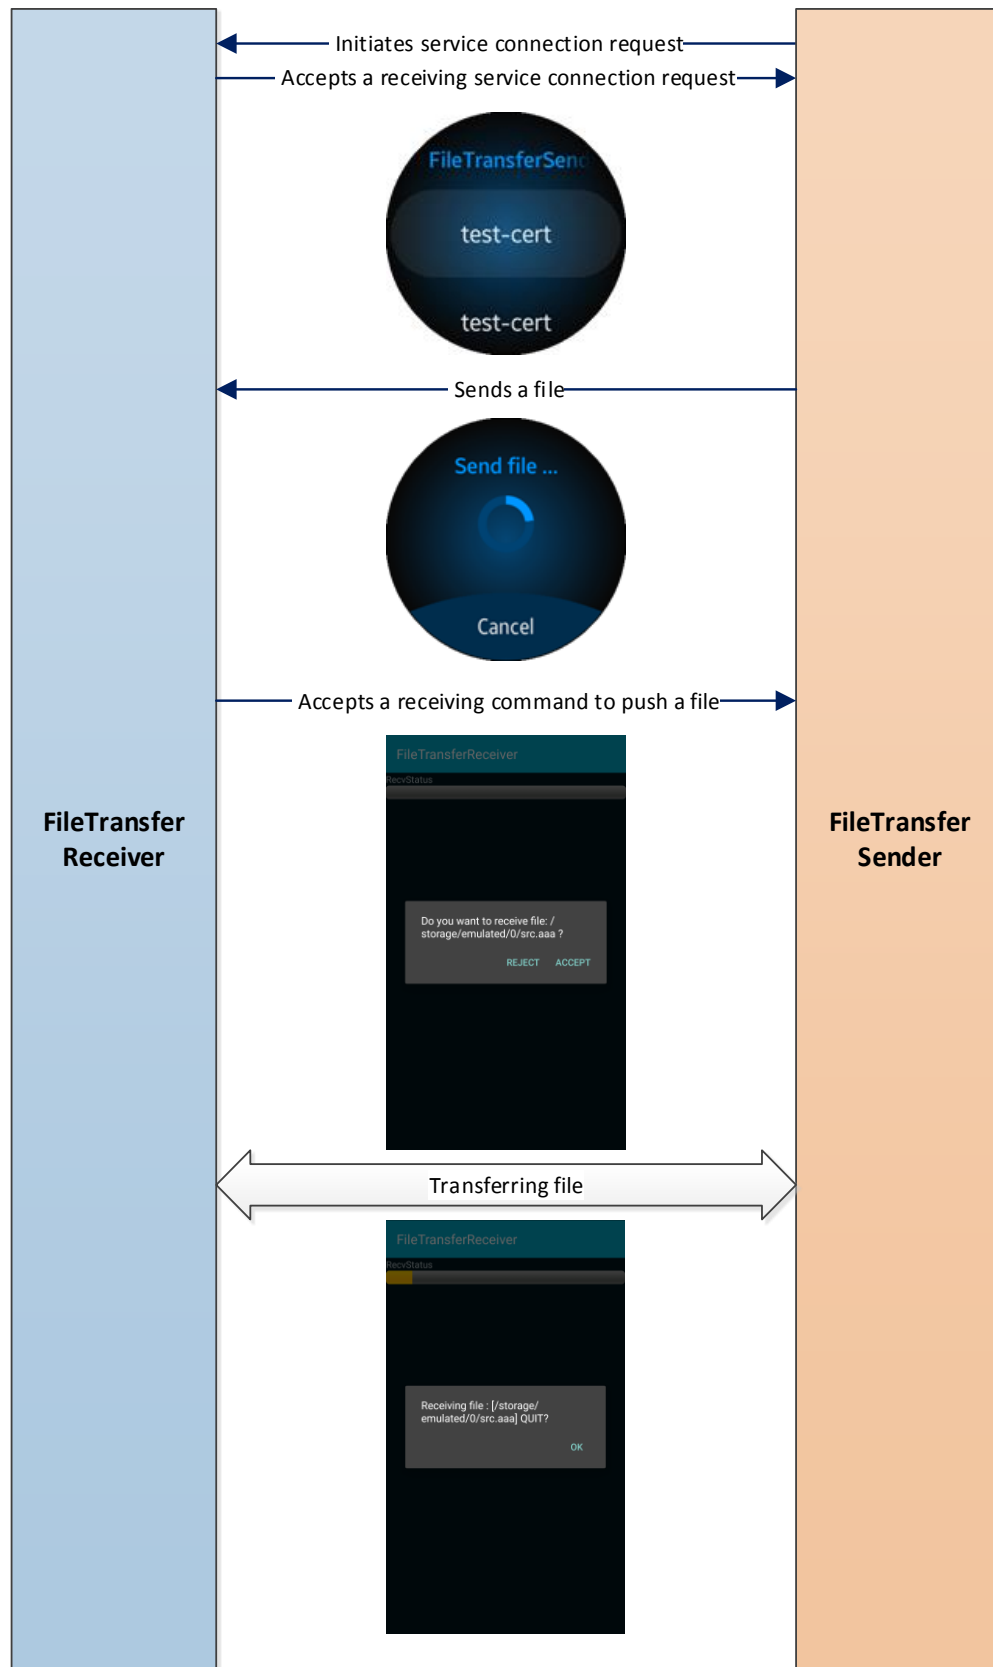 Initiates service connection request
Accepts a receiving service connection request
FileTransferSend
test-cert
test-cert
Sends a file
Send file ...
Cancel
Accepts a receiving command to push a file
FileTransferReceiver
RecvStatus
FileTransfer
Receiver
FileTransfer
Sender
Do you want to receive file: /
storage/emulated/0/src.aaa ?
REJECT ACCEPT
Transferring file
FileTransferReceiver
RecvStatus
Receiving file : [/storage/
emulated/0/src.aaa] QUIT?
OK